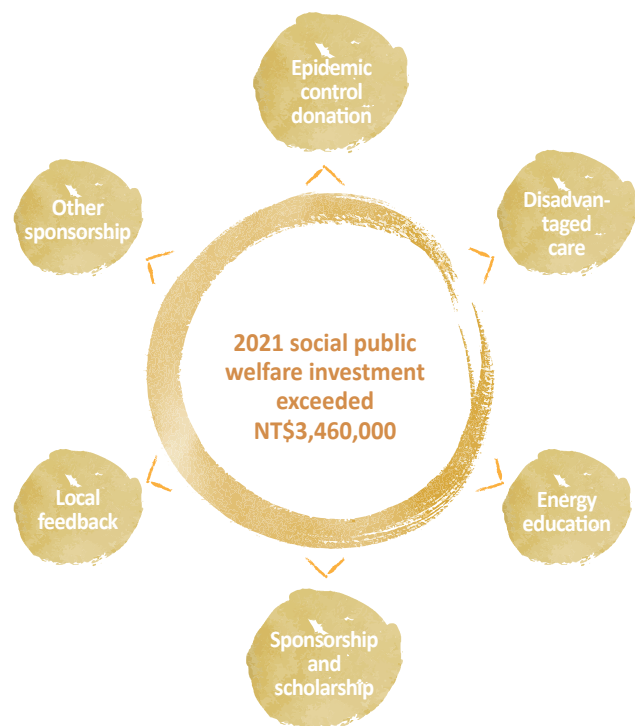 Epidemic
control
donation
Other
sponsorship
Disadvan-
taged
care
2021 social public
welfare investment
exceeded
NT$3,460,000
Local
feedback
Energy
education
Sponsorship
and
scholarship